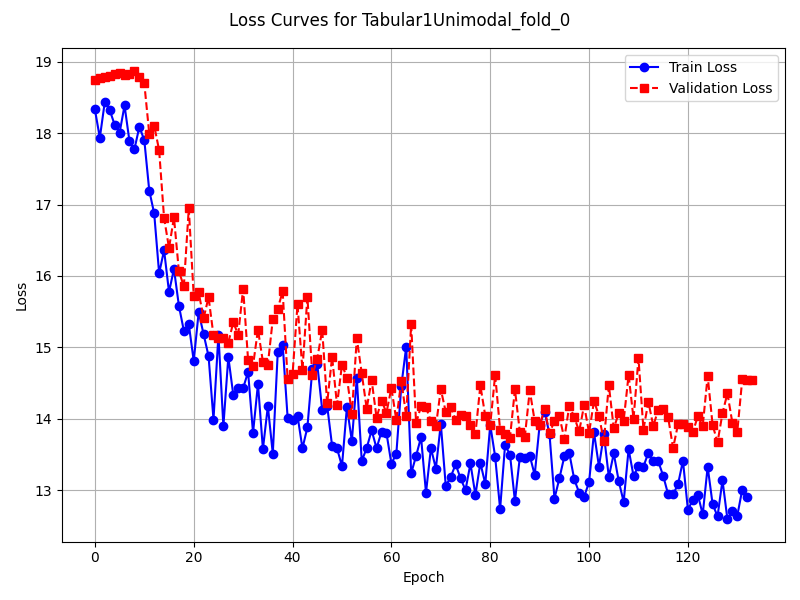 Loss Curves for Tabular1Unimodal_fold_0
Train Loss
Validation Loss
Loss
19
18
17
16
15
14
13
0 20 40 60 80 100 120
Epoch